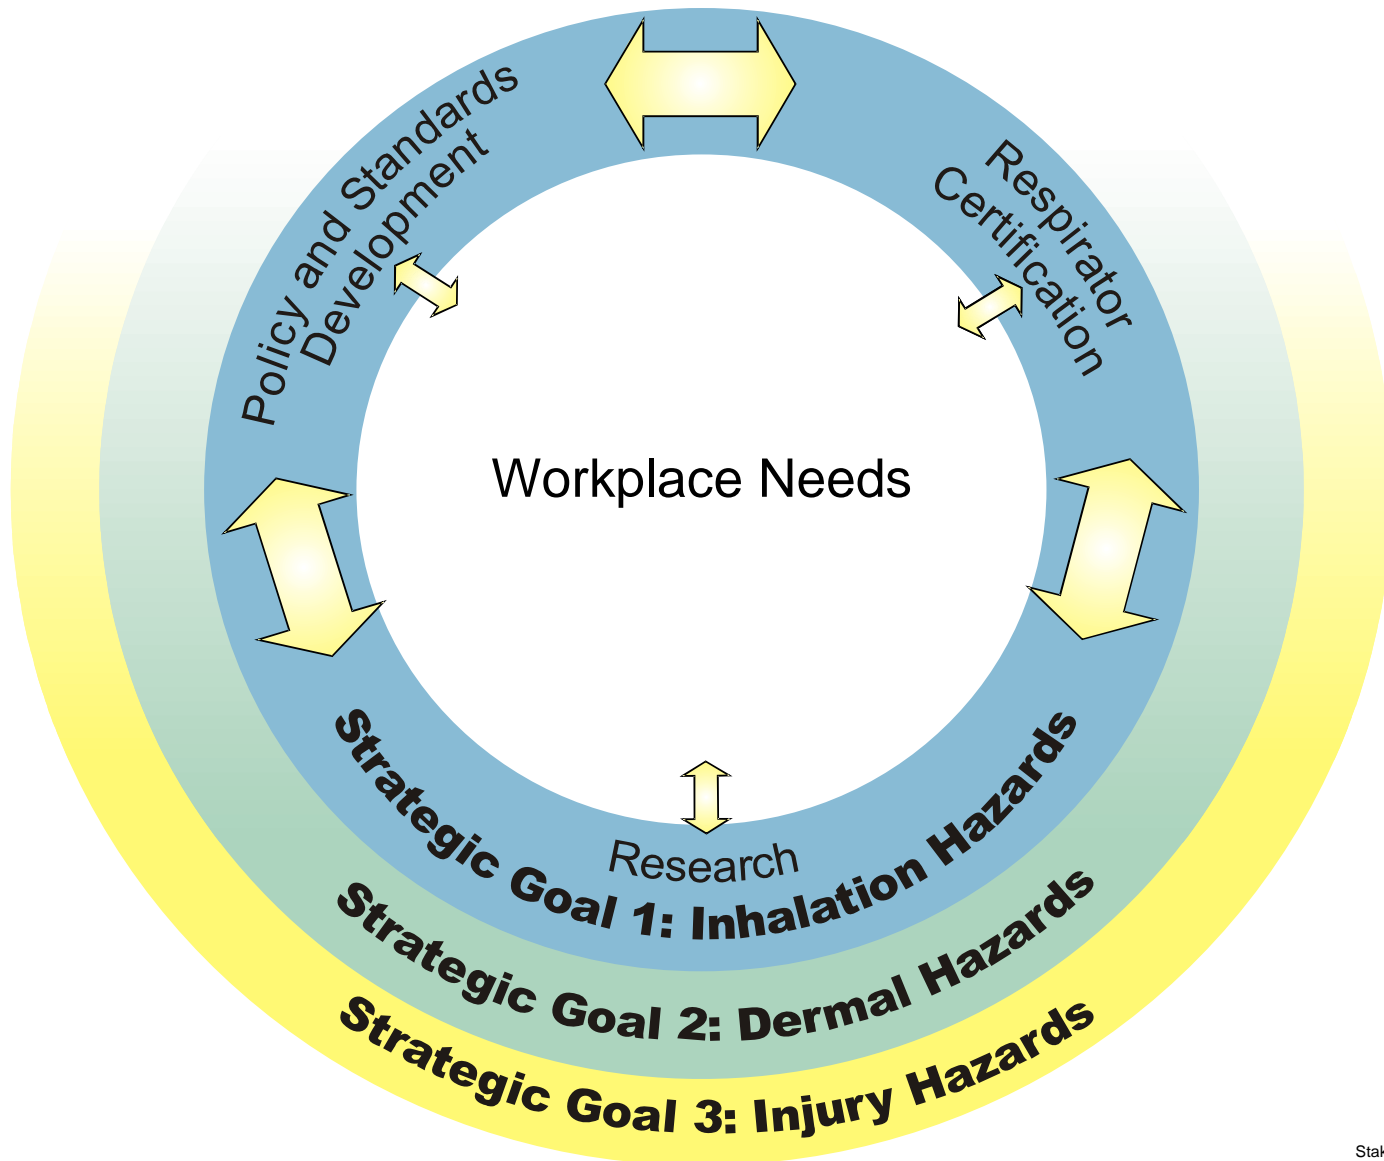 Policy and Standards
Development
Respirator
Certification
Workplace Needs
Research
Strategic Goal 1: Inhalation Hazards
Strategic Goal 2: Dermal Hazards
Strategic Goal 3: Injury Hazards